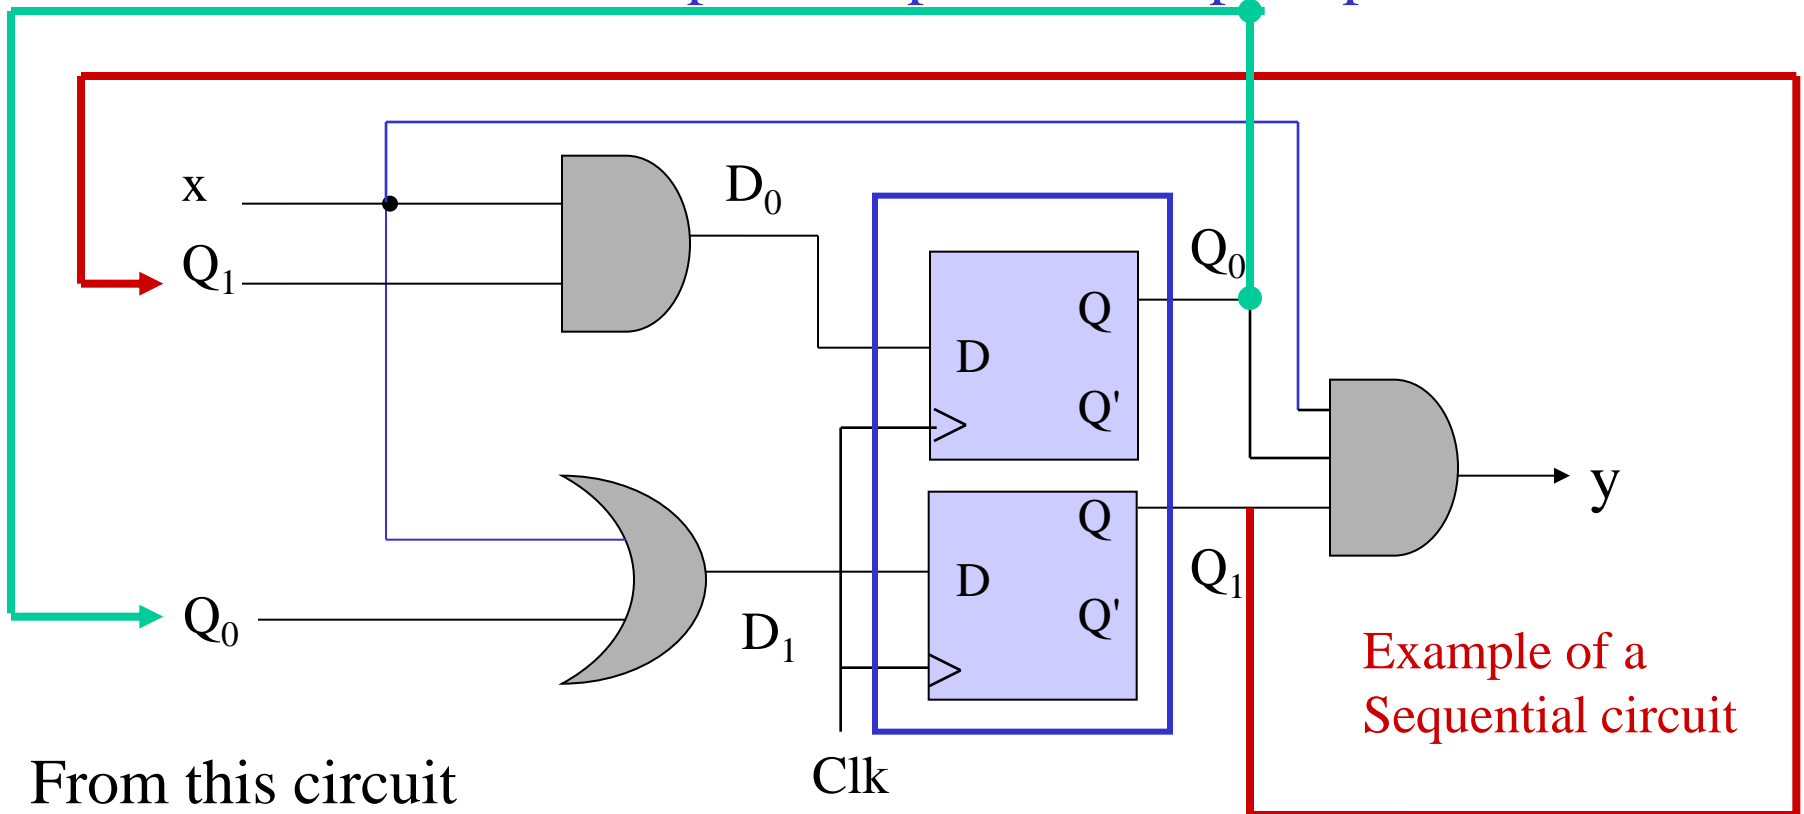 x
D₀
Q₁
Q₀
Q
D
Q'
Q
Q₁
D
Q'
y
Q₀
D₁
Example of a
Sequential circuit
Clk
From this circuit